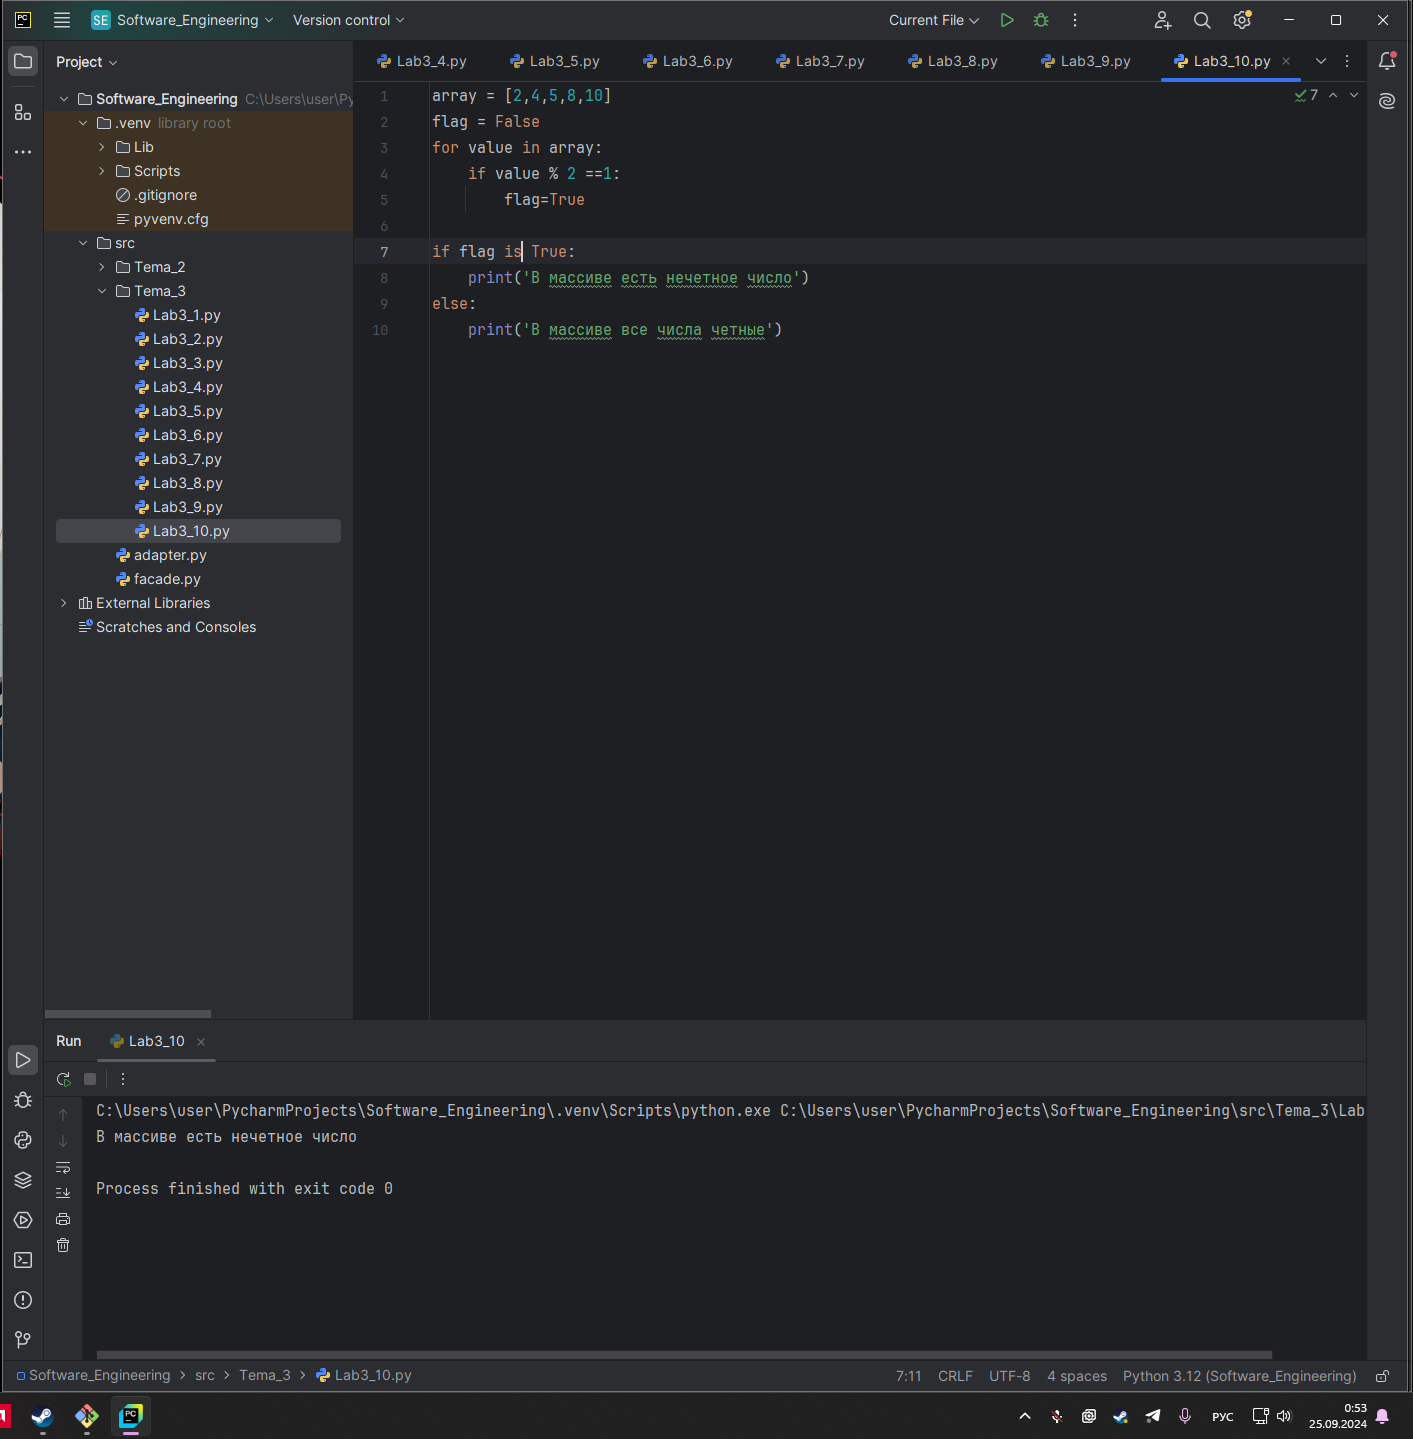 PC
SE Software_Engineering Version control Current File
Project
Lab3_4.py Lab3_5.py Lab3_6.py Lab3_7.py Lab3_8.py Lab3_9.py Lab3_10.py
Software_Engineering C:\Users\user\Py
.venv library root
Lib
Scripts
.gitignore
pyvenv.cfg
src
Tema_2
Tema_3
Lab3_1.py
Lab3_2.py
Lab3_3.py
Lab3_4.py
Lab3_5.py
Lab3_6.py
Lab3_7.py
Lab3_8.py
Lab3_9.py
Lab3_10.py
adapter.py
facade.py
External Libraries
Scratches and Consoles
1 array = [2,4,5,8,10]
7
2 flag = False
3 for value in array:
4     if value % 2 ==1:
5         flag=True
6
7 if flag is True:
8     print('В массиве есть нечетное число')
9 else:
10     print('В массиве все числа четные')
Run Lab3_10
C:\Users\user\PycharmProjects\Software_Engineering\.venv\Scripts\python.exe C:\Users\user\PycharmProjects\Software_Engineering\src\Tema_3\Lab
В массиве есть нечетное число
Process finished with exit code 0
Software_Engineering > src > Tema_3 > Lab3_10.py 7:11 CRLF UTF-8 4 spaces Python 3.12 (Software_Engineering)
PC
РУС
0:53
25.09.2024